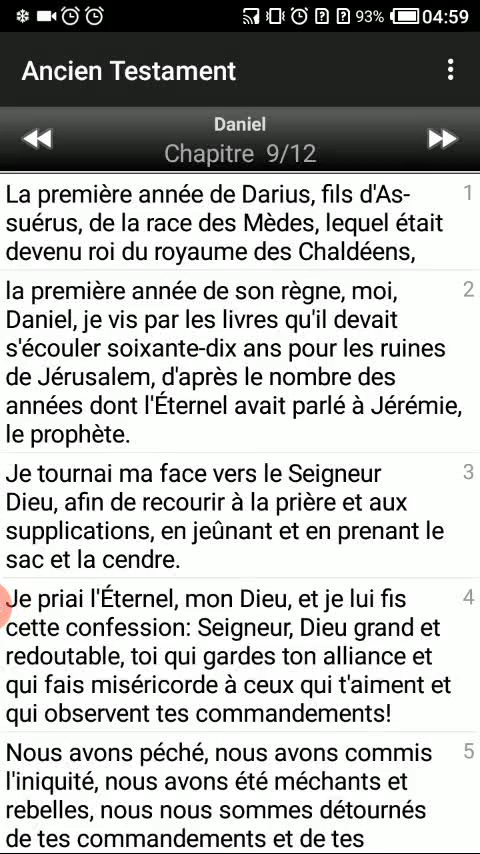 93% 04:59
Ancien Testament
Daniel
Chapitre 9/12
La première année de Darius, fils d'As- 1
suérus, de la race des Mèdes, lequel était
devenu roi du royaume des Chaldéens,
la première année de son règne, moi, 2
Daniel, je vis par les livres qu'il devait
s'écouler soixante-dix ans pour les ruines
de Jérusalem, d'après le nombre des
années dont l'Éternel avait parlé à Jérémie,
le prophète.
Je tournai ma face vers le Seigneur 3
Dieu, afin de recourir à la prière et aux
supplications, en jeûnant et en prenant le
sac et la cendre.
Je priai l'Éternel, mon Dieu, et je lui fis 4
cette confession: Seigneur, Dieu grand et
redoutable, toi qui gardes ton alliance et
qui fais miséricorde à ceux qui t'aiment et
qui observent tes commandements!
Nous avons péché, nous avons commis 5
l'iniquité, nous avons été méchants et
rebelles, nous nous sommes détournés
de tes commandements et de tes